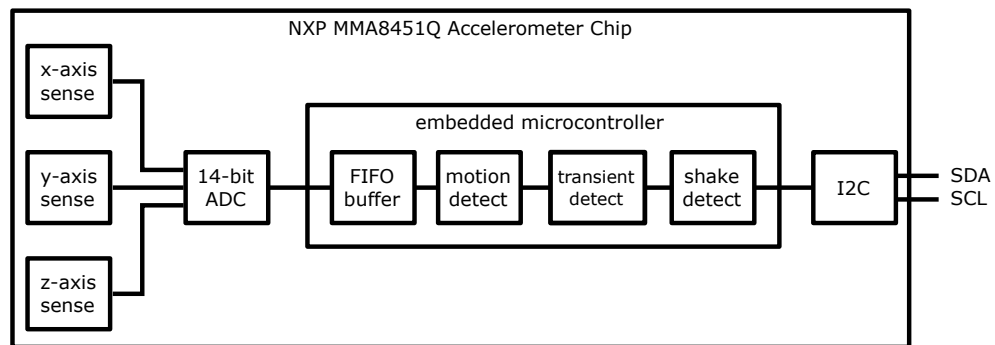 NXP MMA8451Q Accelerometer Chip
x-axis
sense
embedded microcontroller
y-axis
sense
14-bit
ADC
FIFO
buffer
motion
detect
transient
detect
shake
detect
I2C
SDA
SCL
z-axis
sense